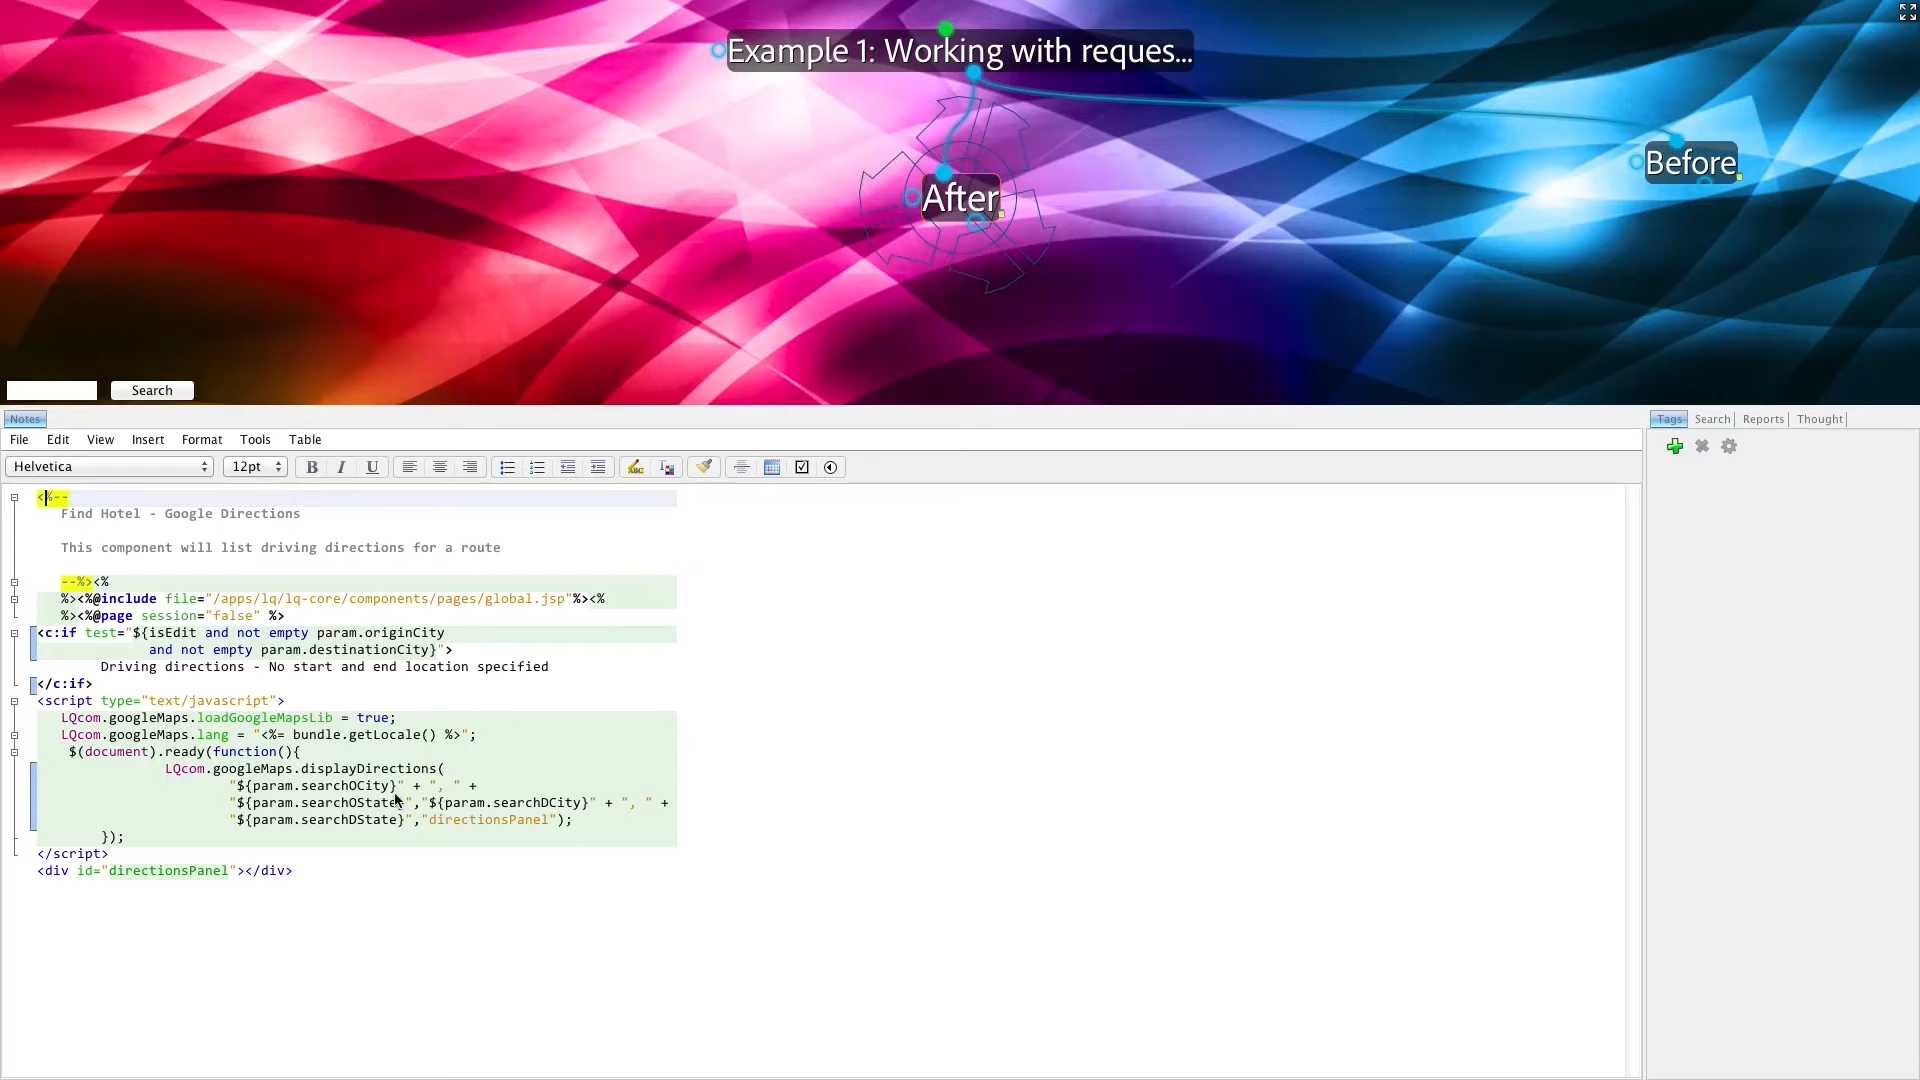 Example 1: Working with reques...
Before
After
Search
Notes
Tags Search Reports Thought
File Edit View Insert Format Tools Table
Helvetica 12pt B I U ABC
<%--
Find Hotel - Google Directions
This component will list driving directions for a route
--%><%
%><%@include file="/apps/lq/lq-core/components/pages/global.jsp"%><%
%><%@page session="false" %>
<c:if test="${isEdit and not empty param.originCity
and not empty param.destinationCity}">
Driving directions - No start and end location specified
</c:if>
<script type="text/javascript">
LQcom.googleMaps.loadGoogleMapsLib = true;
LQcom.googleMaps.lang = "<%= bundle.getLocale() %>";
$(document).ready(function(){
LQcom.googleMaps.displayDirections(
"${param.searchOCity}" + ", " +
"${param.searchOState}","${param.searchDCity}" + ", " +
"${param.searchDState}","directionsPanel");
});
</script>
<div id="directionsPanel"></div>